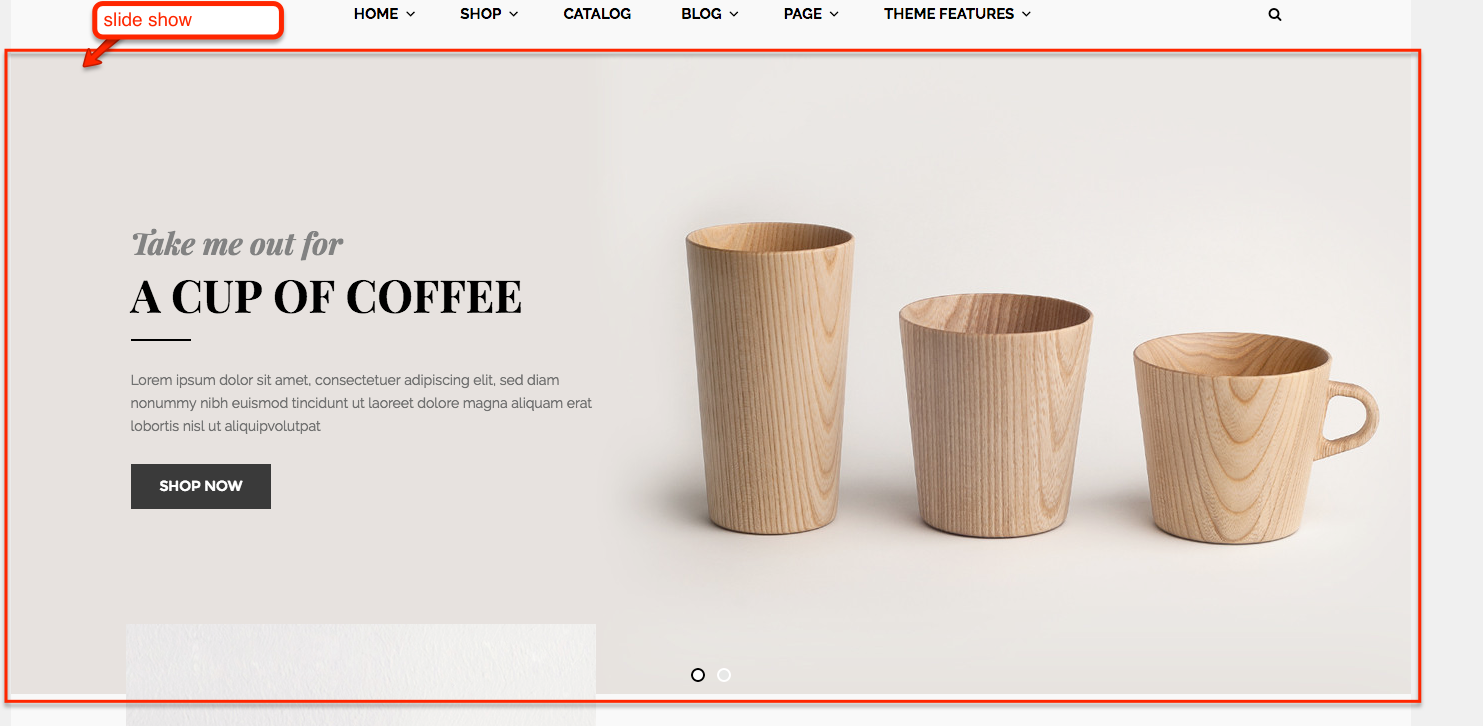 slide show
HOME SHOP CATALOG BLOG PAGE THEME FEATURES
Take me out for
A CUP OF COFFEE
Lorem ipsum dolor sit amet, consectetuer adipiscing elit, sed diam
nonummy nibh euismod tincidunt ut laoreet dolore magna aliquam erat
lobortis nisl ut aliquipvolutpat
SHOP NOW